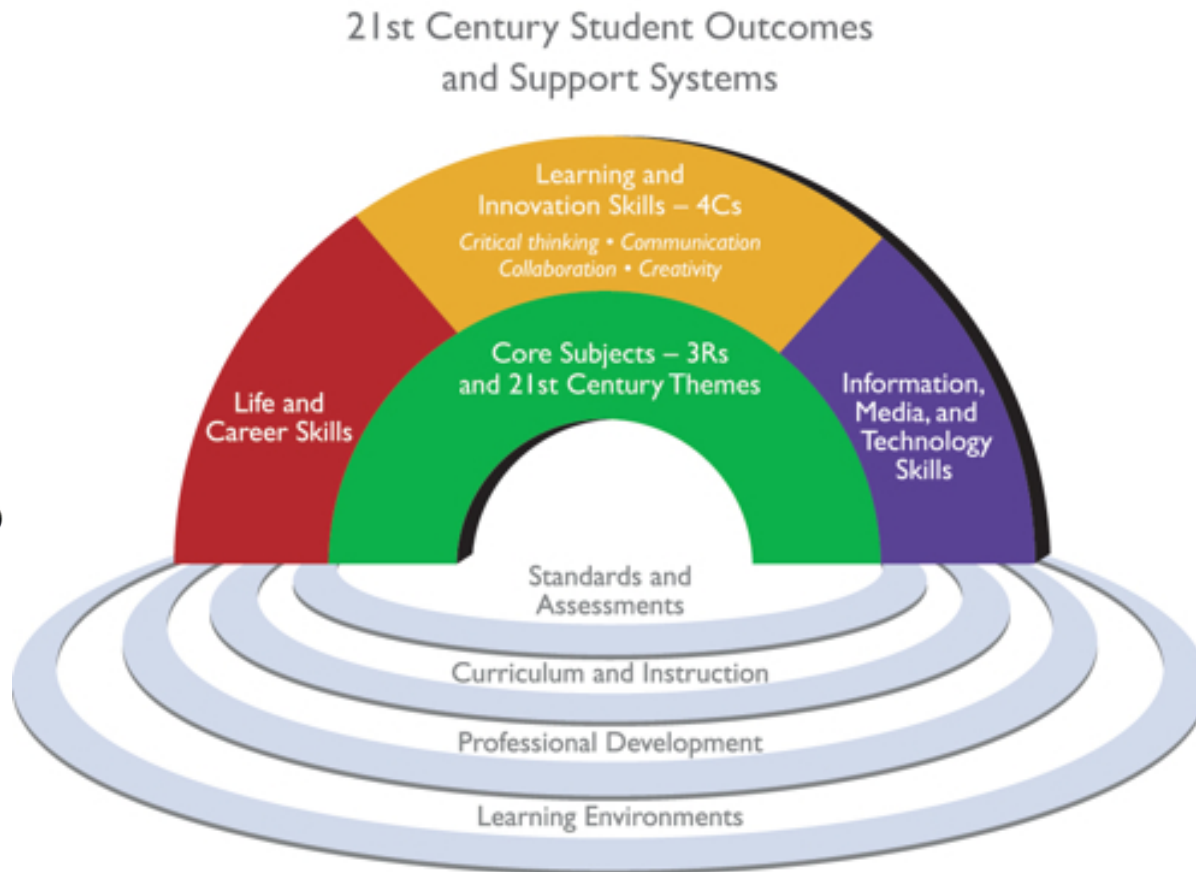 21st Century Student Outcomes
and Support Systems
Learning and
Innovation Skills – 4Cs
Critical thinking • Communication
Collaboration • Creativity
Core Subjects – 3Rs
and 21st Century Themes
Life and
Career Skills
Information,
Media, and
Technology
Skills
Standards and
Assessments
Curriculum and Instruction
Professional Development
Learning Environments